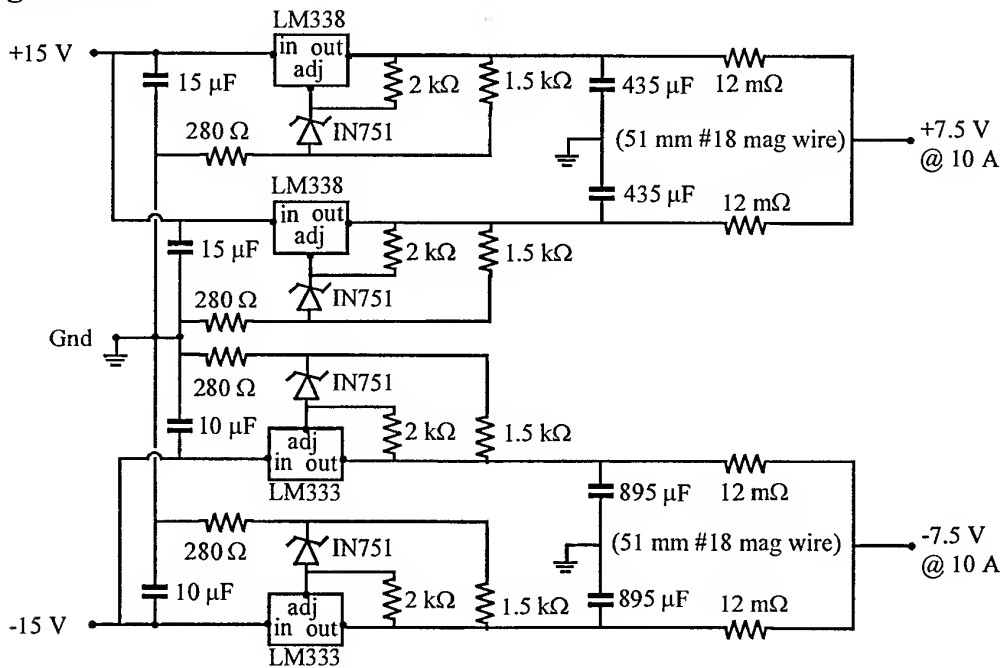 LM338
+15 V
in out
adj
15 µF
2 kΩ
1.5 kΩ
435 µF
12 mΩ
280 Ω
IN751
(51 mm #18 mag wire)
+7.5 V
@ 10 A
LM338
in out
adj
15 µF
2 kΩ
1.5 kΩ
435 µF
12 mΩ
280 Ω
IN751
Gnd
280 Ω
IN751
10 µF
adj
in out
LM333
2 kΩ
1.5 kΩ
895 µF
12 mΩ
280 Ω
IN751
(51 mm #18 mag wire)
-7.5 V
@ 10 A
10 µF
adj
in out
LM333
2 kΩ
1.5 kΩ
895 µF
12 mΩ
-15 V